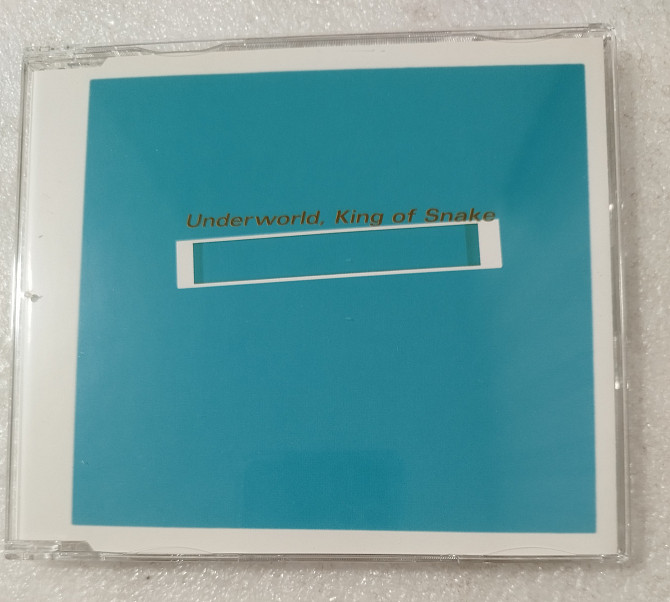 Underworld, King of Snake